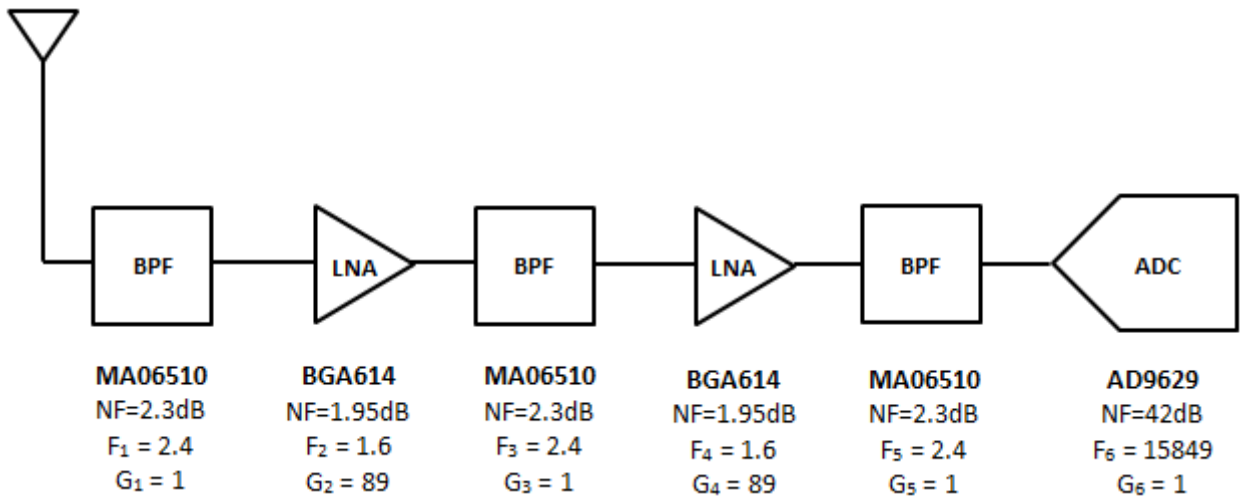 BPF
LNA
BPF
LNA
BPF
ADC
MA06510
NF=2.3dB
F₁ = 2.4
G₁ = 1
BGA614
NF=1.95dB
F₂ = 1.6
G₂ = 89
MA06510
NF=2.3dB
F₃ = 2.4
G₃ = 1
BGA614
NF=1.95dB
F₄ = 1.6
G₄ = 89
MA06510
NF=2.3dB
F₅ = 2.4
G₅ = 1
AD9629
NF=42dB
F₆ = 15849
G₆ = 1